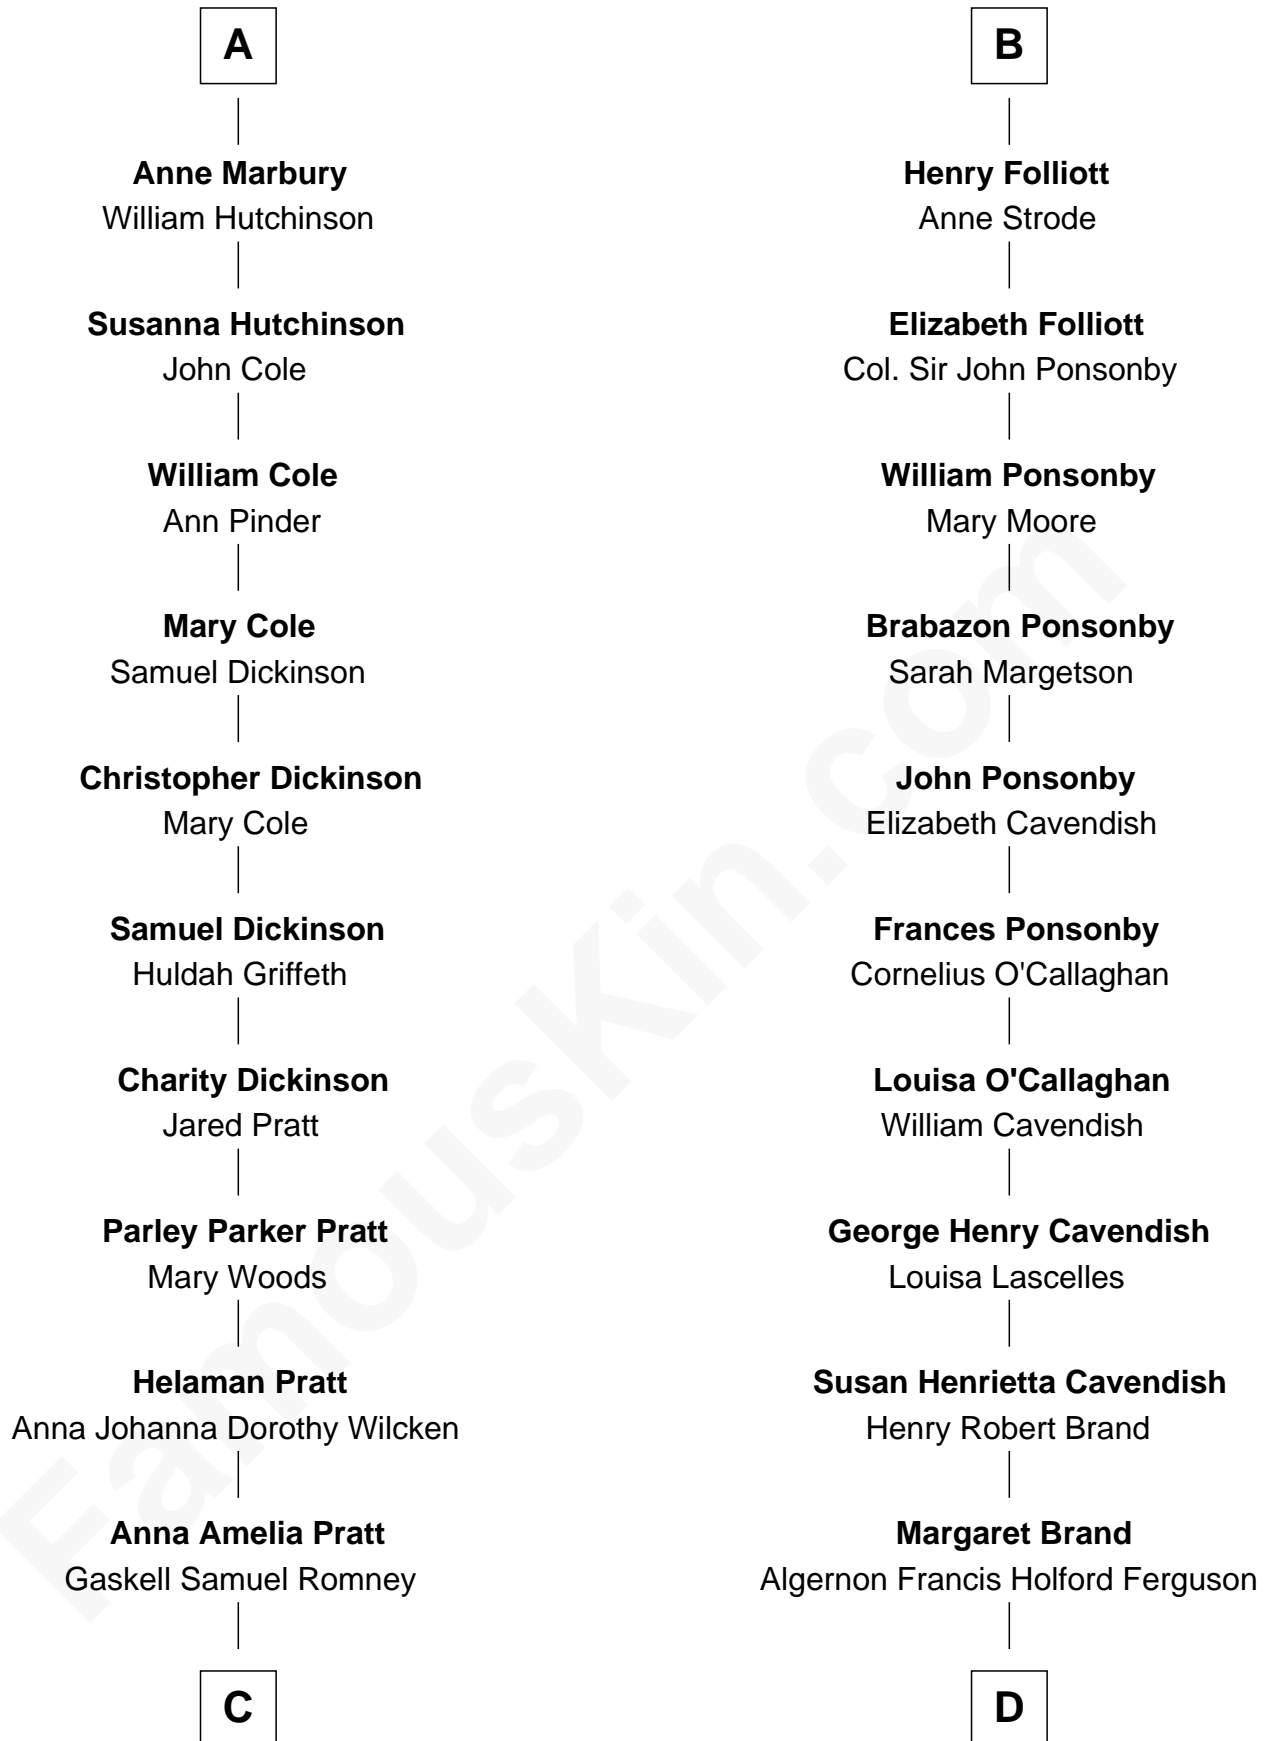 A
Anne Marbury
William Hutchinson
Susanna Hutchinson
John Cole
William Cole
Ann Pinder
Mary Cole
Samuel Dickinson
Christopher Dickinson
Mary Cole
Samuel Dickinson
Huldah Griffeth
Charity Dickinson
Jared Pratt
Parley Parker Pratt
Mary Woods
Helaman Pratt
Anna Johanna Dorothy Wilcken
Anna Amelia Pratt
Gaskell Samuel Romney
C
B
Henry Folliott
Anne Strode
Elizabeth Folliott
Col. Sir John Ponsonby
William Ponsonby
Mary Moore
Brabazon Ponsonby
Sarah Margetson
John Ponsonby
Elizabeth Cavendish
Frances Ponsonby
Cornelius O'Callaghan
Louisa O'Callaghan
William Cavendish
George Henry Cavendish
Louisa Lascelles
Susan Henrietta Cavendish
Henry Robert Brand
Margaret Brand
Algernon Francis Holford Ferguson
D
FamousKin.com